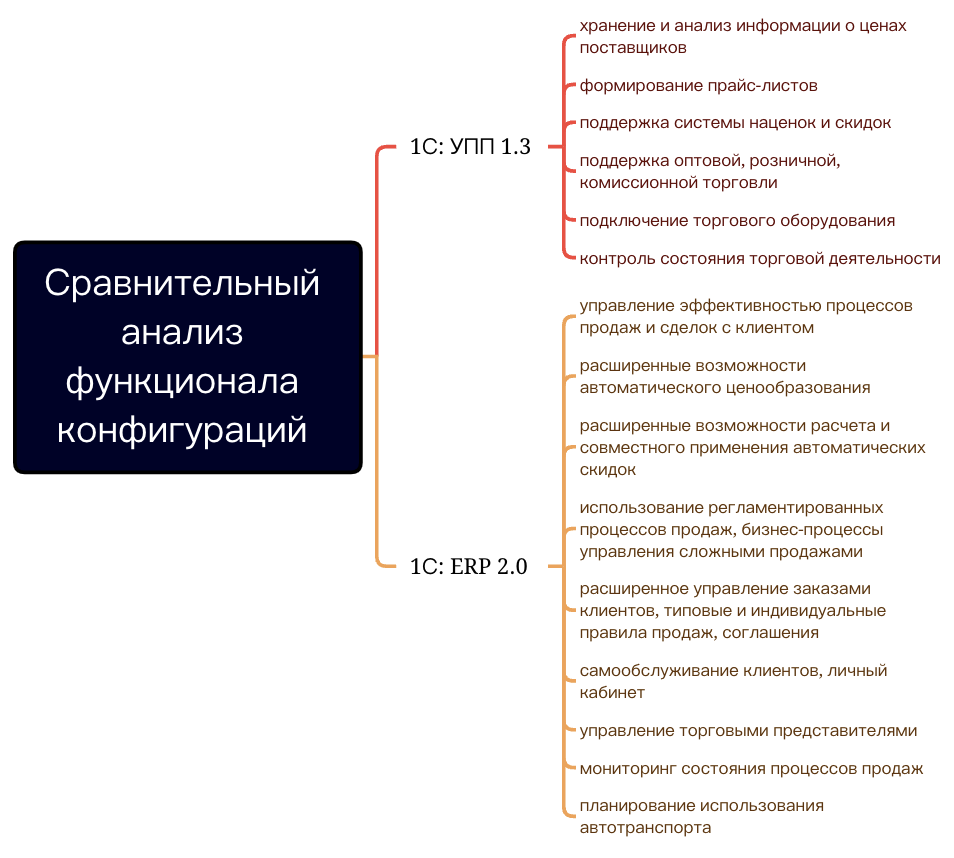 Сравнительный
анализ
функционала
конфигураций
1С: УПП 1.3
хранение и анализ информации о ценах
поставщиков
формирование прайс-листов
поддержка системы наценок и скидок
поддержка оптовой, розничной,
комиссионной торговли
подключение торгового оборудования
контроль состояния торговой деятельности
1С: ERP 2.0
управление эффективностью процессов
продаж и сделок с клиентом
расширенные возможности
автоматического ценообразования
расширенные возможности расчета и
совместного применения автоматических
скидок
использование регламентированных
процессов продаж, бизнес-процессы
управления сложными продажами
расширенное управление заказами
клиентов, типовые и индивидуальные
правила продаж, соглашения
самообслуживание клиентов, личный
кабинет
управление торговыми представителями
мониторинг состояния процессов продаж
планирование использования
автотранспорта